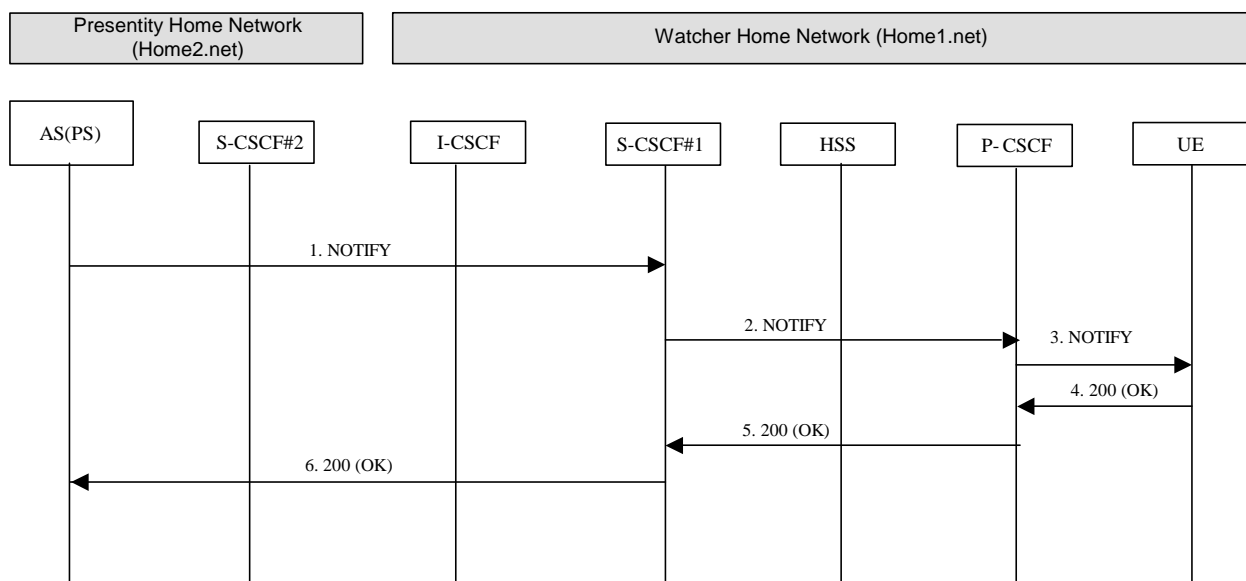 Presentity Home Network
(Home2.net)
Watcher Home Network (Home1.net)
AS(PS)
S-CSCF#2
I-CSCF
S-CSCF#1
HSS
P- CSCF
UE
1. NOTIFY
2. NOTIFY
3. NOTIFY
4. 200 (OK)
5. 200 (OK)
6. 200 (OK)